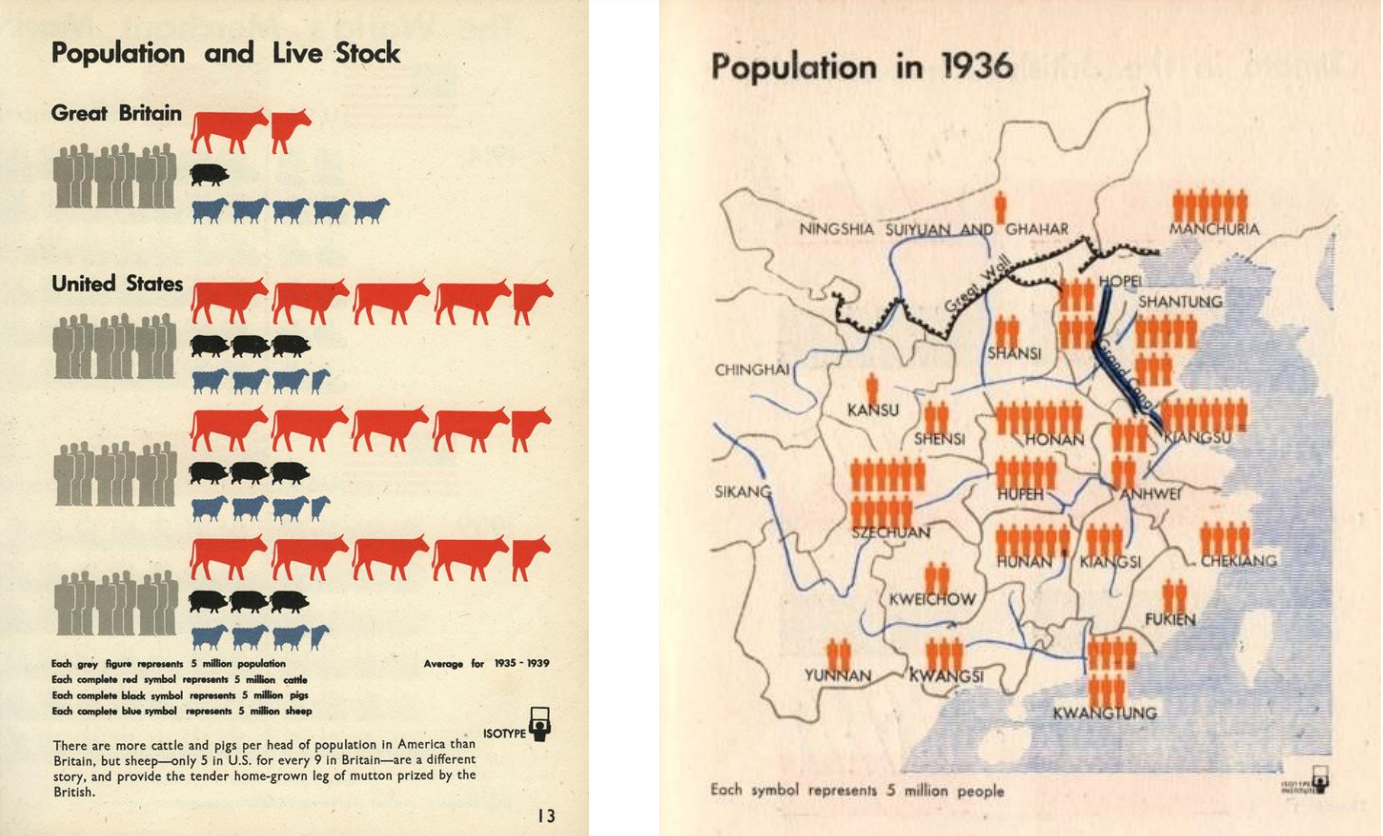 Population and Live Stock
Great Britain
United States
Each grey figure represents 5 million population
Average for 1935 - 1939
Each complete red symbol represents 5 million cattle
Each complete black symbol represents 5 million pigs
Each complete blue symbol represents 5 million sheep
ISOTYPE
There are more cattle and pigs per head of population in America than
Britain, but sheep—only 5 in U.S. for every 9 in Britain—are a different
story, and provide the tender home-grown leg of mutton prized by the
British.
13
Population in 1936
NINGSHIA SUIYUAN AND GHAHAR
MANCHURIA
Great Wall
HOPEI
SHANTUNG
SHANSI
CHINGHAI
Grand Canal
KANSU
SHENSI
HONAN
KIANGSU
SIKANG
HUPEH
ANHWEI
SZECHUAN
HUNAN
KIANGSI
CHEKIANG
KWEICHOW
FUKIEN
YUNNAN
KWANGSI
KWANGTUNG
Each symbol represents 5 million people
ISOTYPE
INSTITUTE